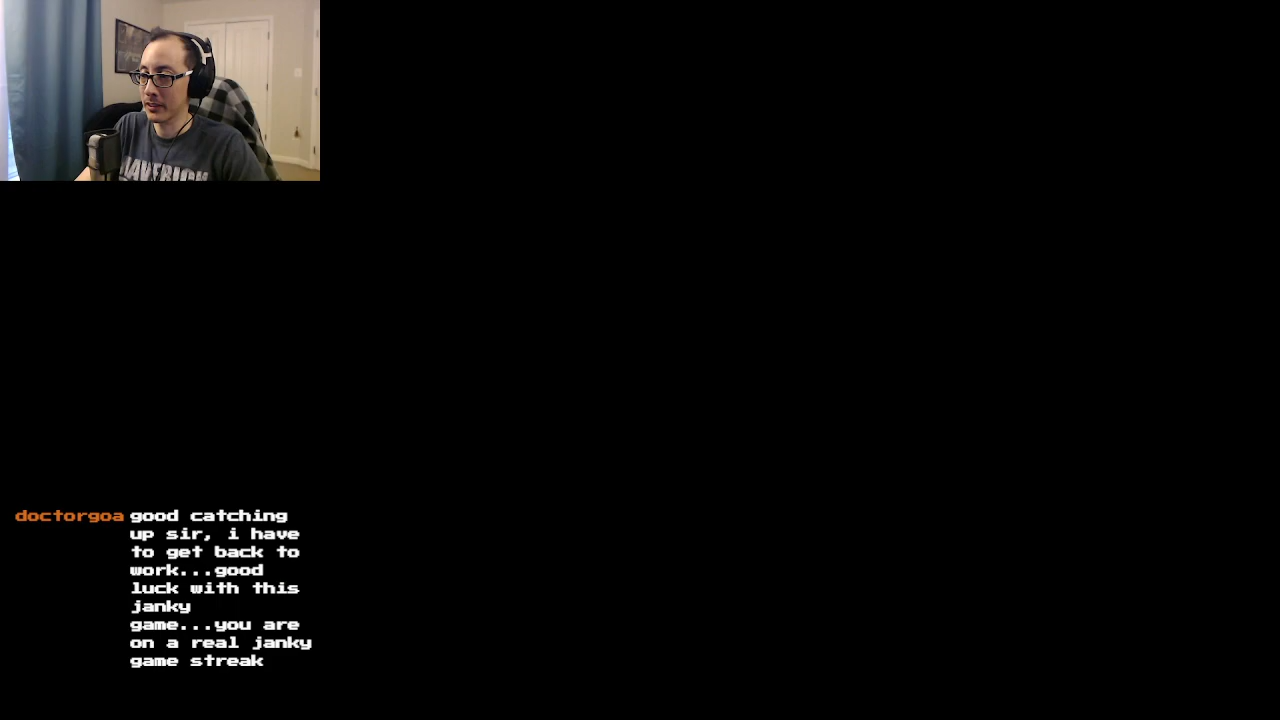 doctorgoa good catching
up sir, i have
to get back to
work...good
luck with this
janky
game...you are
on a real janky
game streak